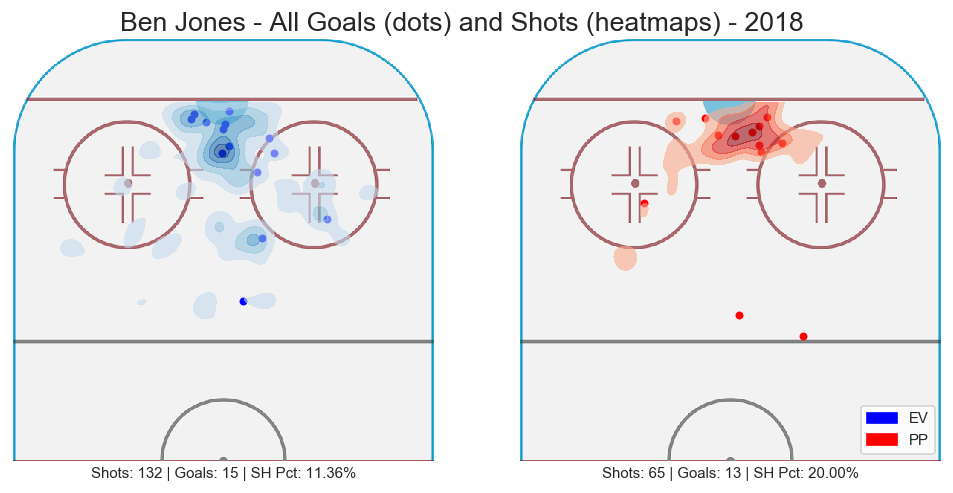 Ben Jones - All Goals (dots) and Shots (heatmaps) - 2018
EV
PP
Shots: 132 | Goals: 15 | SH Pct: 11.36%
Shots: 65 | Goals: 13 | SH Pct: 20.00%